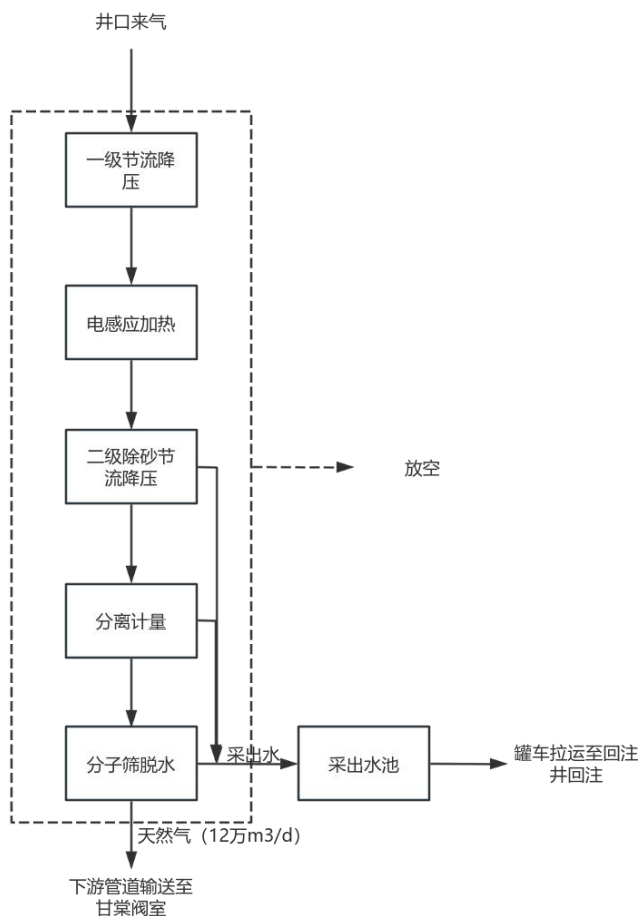 井口来气
一级节流降
压
电感应加热
二级除砂节
流降压
放空
分离计量
分子筛脱水
采出水
采出水池
罐车拉运至回注
井回注
天然气（12万m3/d）
下游管道输送至
甘棠阀室